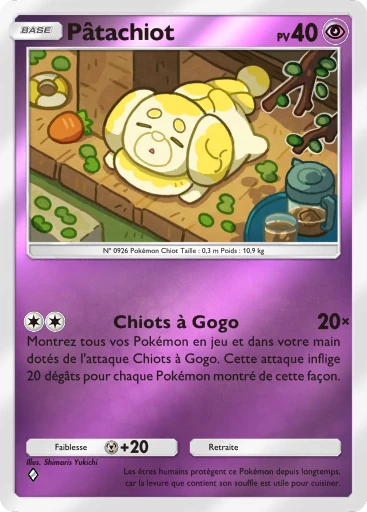 BASE Pâtachiot PV 40
N° 0926 Pokémon Chiot Taille : 0,3 m Poids : 10,9 kg
Chiots à Gogo 20×
Montrez tous vos Pokémon en jeu et dans votre main
dotés de l'attaque Chiots à Gogo. Cette attaque inflige
20 dégâts pour chaque Pokémon montré de cette façon.
Faiblesse +20 Retraite
Illus. Shimaris Yukichi
Les êtres humains protègent ce Pokémon depuis longtemps,
car la levure que contient son souffle est utile pour cuisiner.